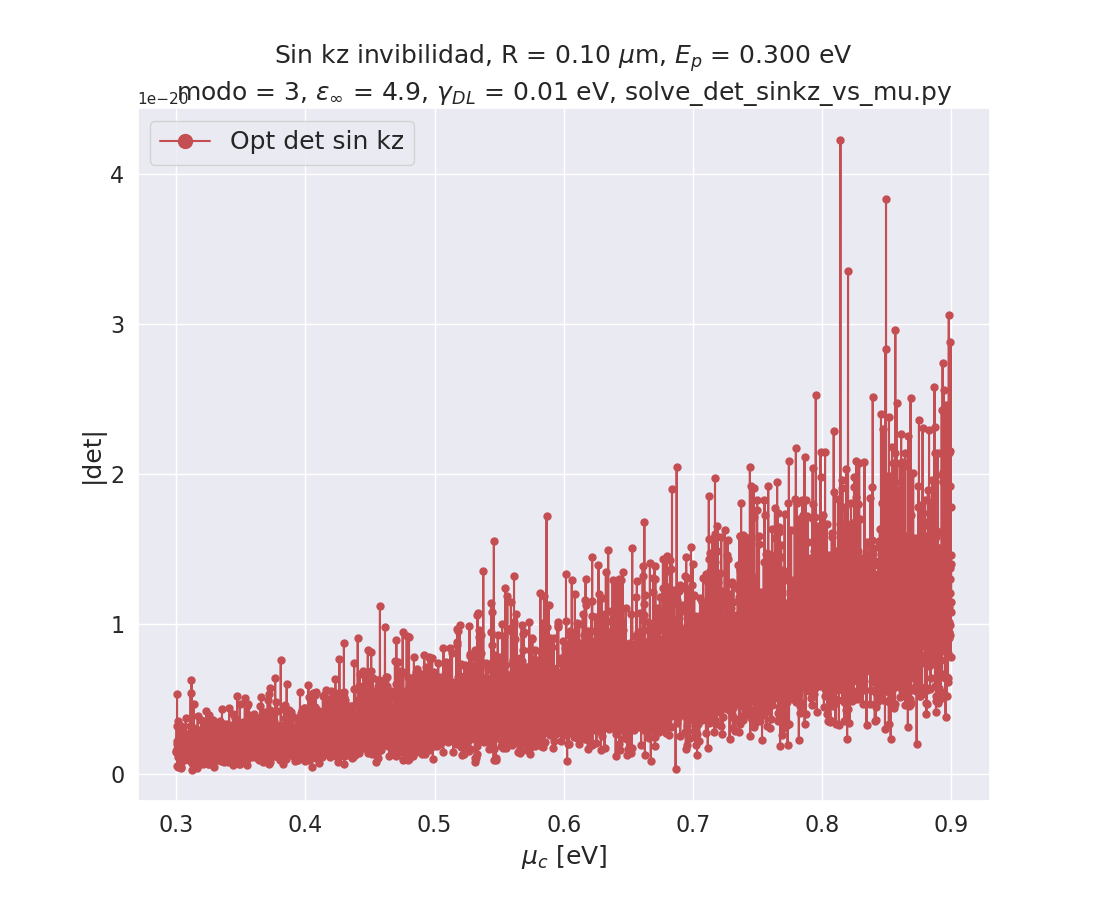 Sin kz invibilidad, R = 0.10 μm, Eₚ = 0.300 eV
modo = 3, ε∞ = 4.9, γ_DL = 0.01 eV, solve_det_sinkz_vs_mu.py
1e−20
Opt det sin kz
4
3
2
1
0
|det|
0.3 0.4 0.5 0.6 0.7 0.8 0.9
μ_c [eV]